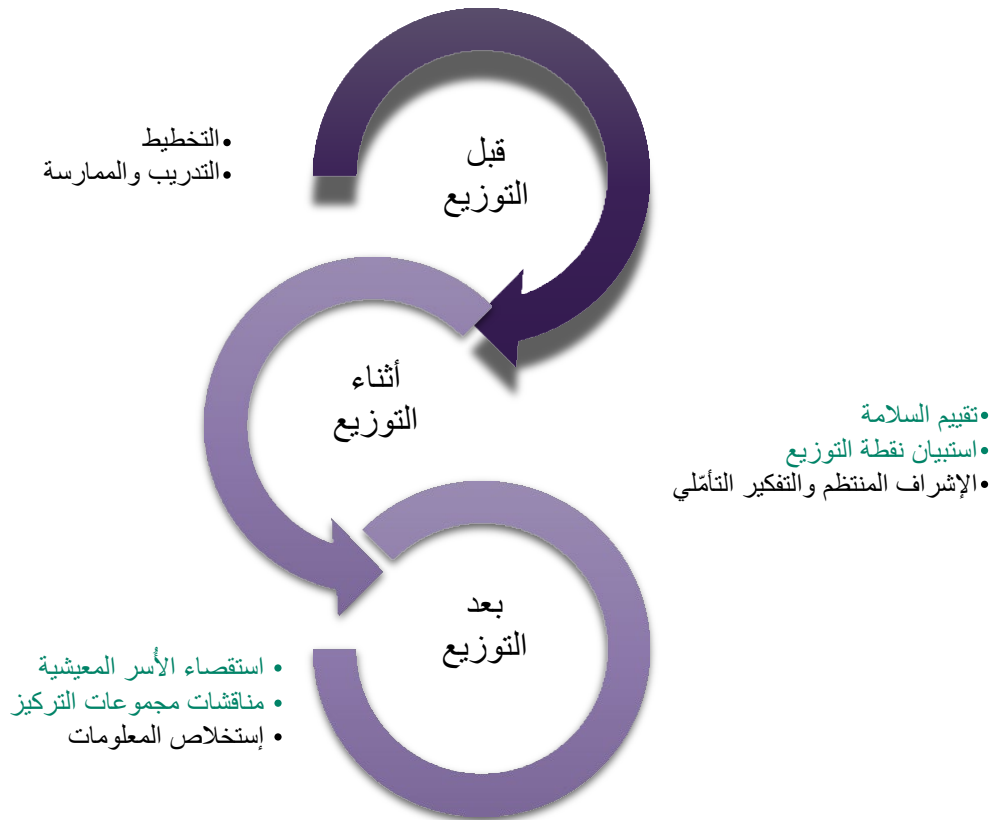 قبل
التوزيع
•التخطيط
•التدريب والممارسة
أثناء
التوزيع
•تقييم السلامة
•استبيان نقطة التوزيع
•الإشراف المنتظم والتفكير التأمّلي
بعد
التوزيع
• استقصاء الأُسر المعيشية
• مناقشات مجموعات التركيز
• إستخلاص المعلومات